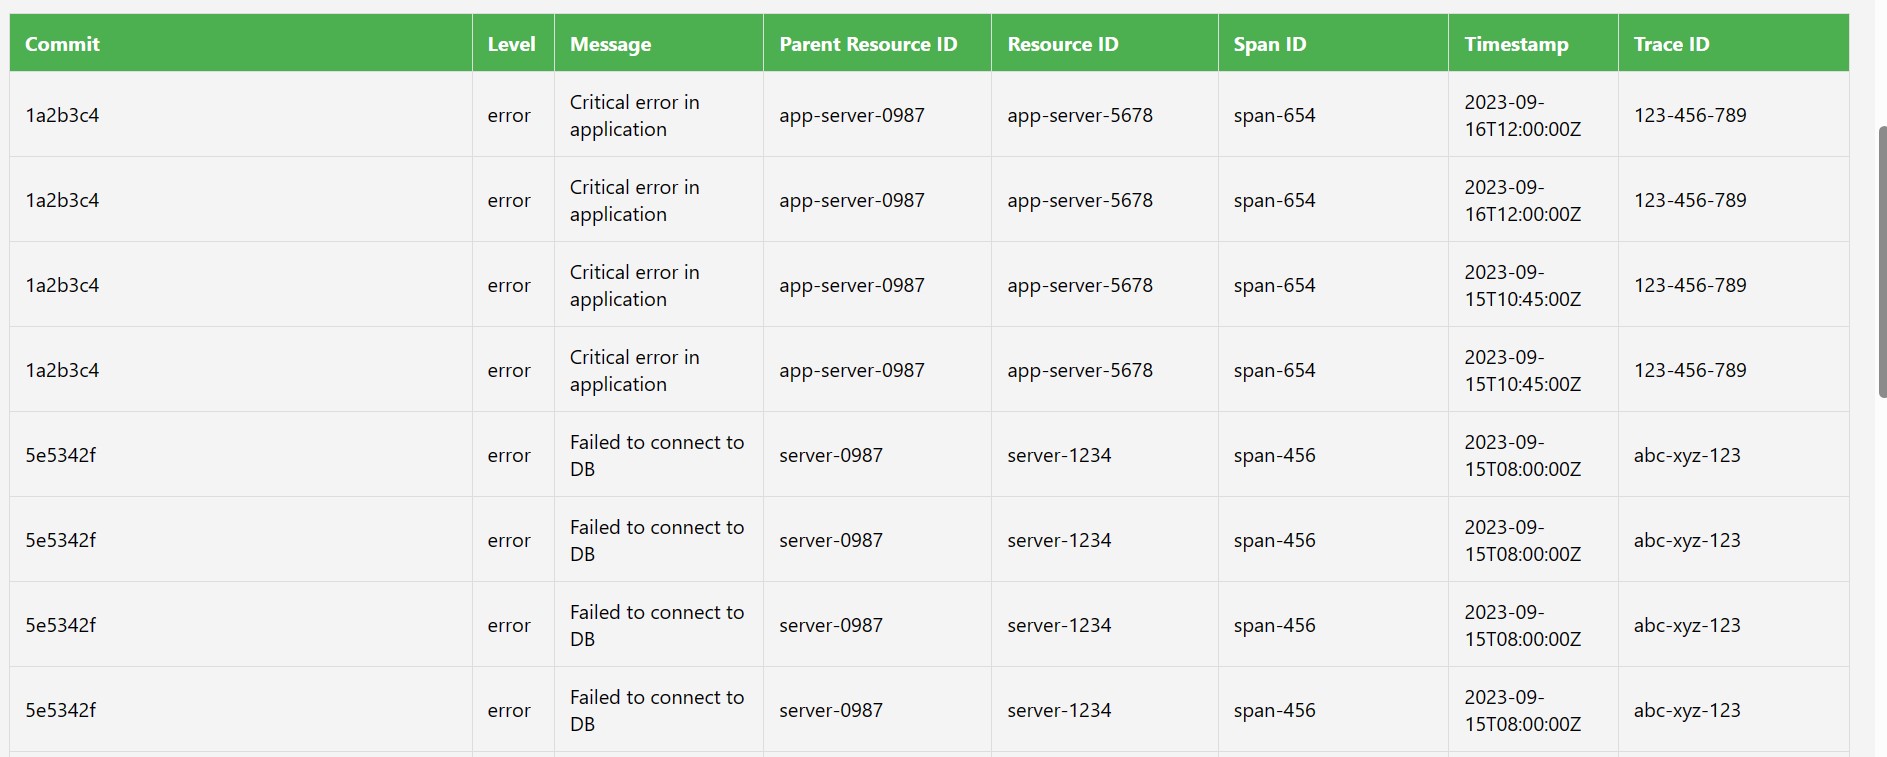 Commit Level Message Parent Resource ID Resource ID Span ID Timestamp Trace ID
1a2b3c4 error Critical error in application app-server-0987 app-server-5678 span-654 2023-09-16T12:00:00Z 123-456-789
1a2b3c4 error Critical error in application app-server-0987 app-server-5678 span-654 2023-09-16T12:00:00Z 123-456-789
1a2b3c4 error Critical error in application app-server-0987 app-server-5678 span-654 2023-09-15T10:45:00Z 123-456-789
1a2b3c4 error Critical error in application app-server-0987 app-server-5678 span-654 2023-09-15T10:45:00Z 123-456-789
5e5342f error Failed to connect to DB server-0987 server-1234 span-456 2023-09-15T08:00:00Z abc-xyz-123
5e5342f error Failed to connect to DB server-0987 server-1234 span-456 2023-09-15T08:00:00Z abc-xyz-123
5e5342f error Failed to connect to DB server-0987 server-1234 span-456 2023-09-15T08:00:00Z abc-xyz-123
5e5342f error Failed to connect to DB server-0987 server-1234 span-456 2023-09-15T08:00:00Z abc-xyz-123